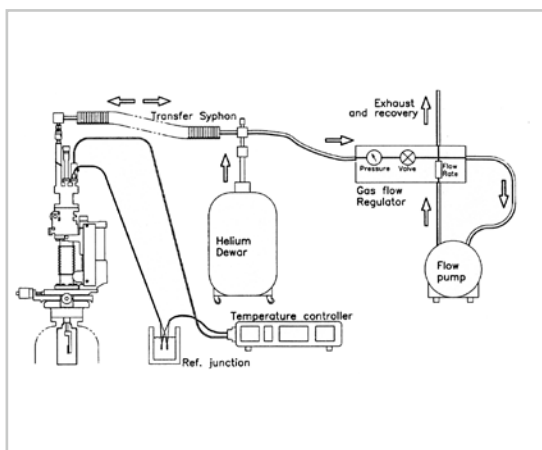 Exhaust
and recovery
Transfer Syphon
Pressure
Valve
Flow
Rate
Gas flow
Regulator
Helium
Dewar
Flow
pump
Temperature controller
Ref. junction